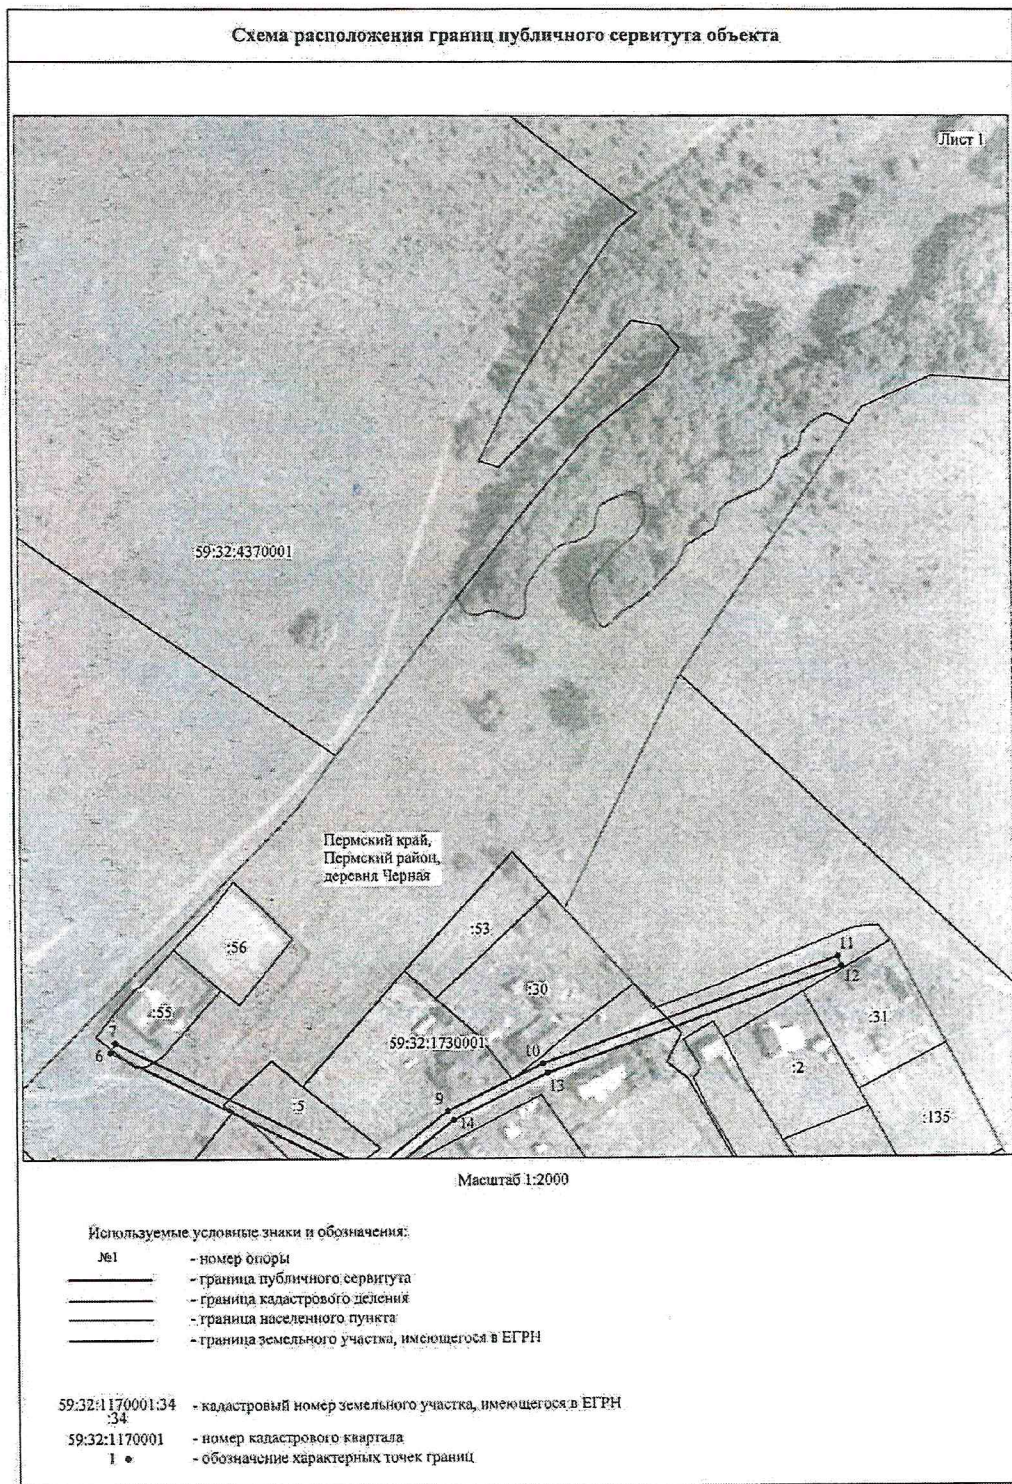 Схема расположения границ публичного сервитута объекта
Лист 1
59:32:4370001
Пермский край,
Пермский район,
деревня Черная
:53
:56
:30
11
12
:55
:31
7
59:32:1730001
6
10
:2
13
:5
9
14
:135
Масштаб 1:2000
Используемые условные знаки и обозначения:
№1 - номер опоры
- граница публичного сервитута
- граница кадастрового деления
- граница населенного пункта
- граница земельного участка, имеющегося в ЕГРН
59:32:1170001:34 - кадастровый номер земельного участка, имеющегося в ЕГРН
:34
59:32:1170001 - номер кадастрового квартала
1 - обозначение характерных точек границ